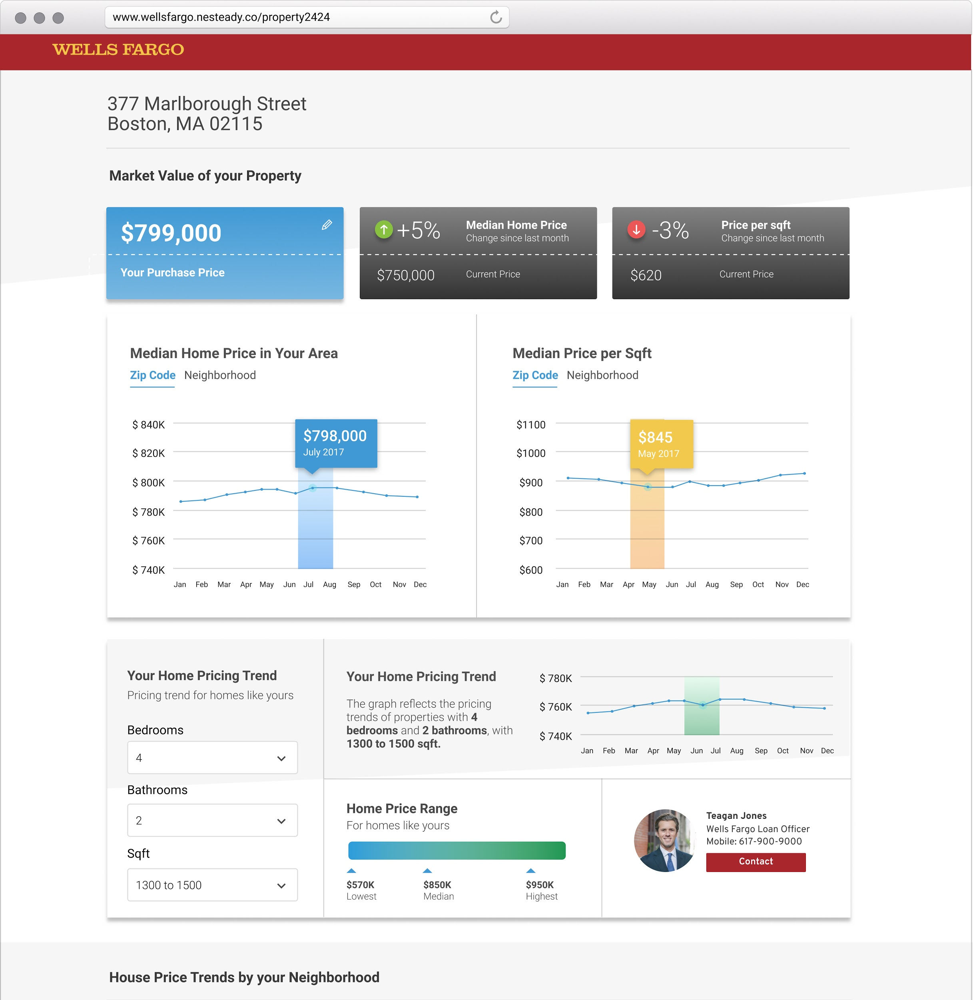 www.wellsfargo.nesteady.co/property2424
WELLS FARGO
377 Marlborough Street
Boston, MA 02115
Market Value of your Property
$799,000
Your Purchase Price
+5%
Median Home Price
Change since last month
$750,000
Current Price
-3%
Price per sqft
Change since last month
$620
Current Price
Median Home Price in Your Area
Zip Code Neighborhood
$ 840K
$ 820K
$ 800K
$ 780K
$ 760K
$ 740K
$798,000
July 2017
Jan Feb Mar Apr May Jun Jul Aug Sep Oct Nov Dec
Median Price per Sqft
Zip Code Neighborhood
$1100
$1000
$900
$800
$700
$600
$845
May 2017
Jan Feb Mar Apr May Jun Jul Aug Sep Oct Nov Dec
Your Home Pricing Trend
Pricing trend for homes like yours
Bedrooms
4
Bathrooms
2
Sqft
1300 to 1500
Your Home Pricing Trend
The graph reflects the pricing
trends of properties with 4
bedrooms and 2 bathrooms, with
1300 to 1500 sqft.
$ 780K
$ 760K
$ 740K
Jan Feb Mar Apr May Jun Jul Aug Sep Oct Nov Dec
Home Price Range
For homes like yours
$570K
Lowest
$850K
Median
$950K
Highest
Teagan Jones
Wells Fargo Loan Officer
Mobile: 617-900-9000
Contact
House Price Trends by your Neighborhood